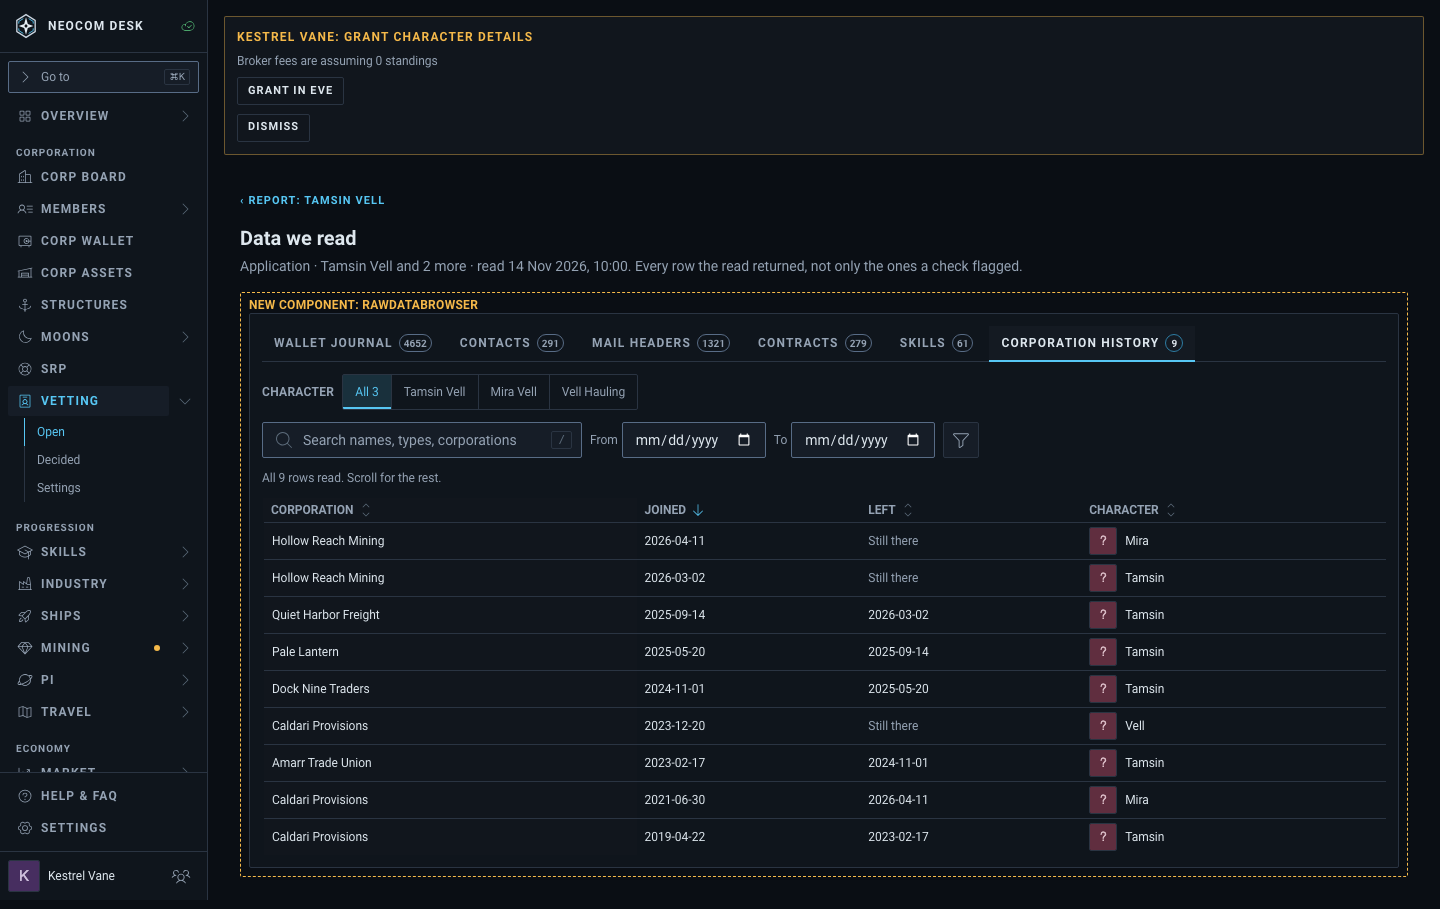 NEOCOM DESK
Go to ⌘K
OVERVIEW
CORPORATION
CORP BOARD
MEMBERS
CORP WALLET
CORP ASSETS
STRUCTURES
MOONS
SRP
VETTING
Open
Decided
Settings
PROGRESSION
SKILLS
INDUSTRY
SHIPS
MINING
PI
TRAVEL
ECONOMY
MARKET
HELP & FAQ
SETTINGS
K Kestrel Vane
KESTREL VANE: GRANT CHARACTER DETAILS
Broker fees are assuming 0 standings
GRANT IN EVE
DISMISS
‹ REPORT: TAMSIN VELL
Data we read
Application · Tamsin Vell and 2 more · read 14 Nov 2026, 10:00. Every row the read returned, not only the ones a check flagged.
NEW COMPONENT: RAWDATABROWSER
WALLET JOURNAL 4652 CONTACTS 291 MAIL HEADERS 1321 CONTRACTS 279 SKILLS 61 CORPORATION HISTORY 9
CHARACTER All 3 Tamsin Vell Mira Vell Vell Hauling
Search names, types, corporations / From mm/dd/yyyy To mm/dd/yyyy
All 9 rows read. Scroll for the rest.
CORPORATION JOINED LEFT CHARACTER
Hollow Reach Mining 2026-04-11 Still there ? Mira
Hollow Reach Mining 2026-03-02 Still there ? Tamsin
Quiet Harbor Freight 2025-09-14 2026-03-02 ? Tamsin
Pale Lantern 2025-05-20 2025-09-14 ? Tamsin
Dock Nine Traders 2024-11-01 2025-05-20 ? Tamsin
Caldari Provisions 2023-12-20 Still there ? Vell
Amarr Trade Union 2023-02-17 2024-11-01 ? Tamsin
Caldari Provisions 2021-06-30 2026-04-11 ? Mira
Caldari Provisions 2019-04-22 2023-02-17 ? Tamsin